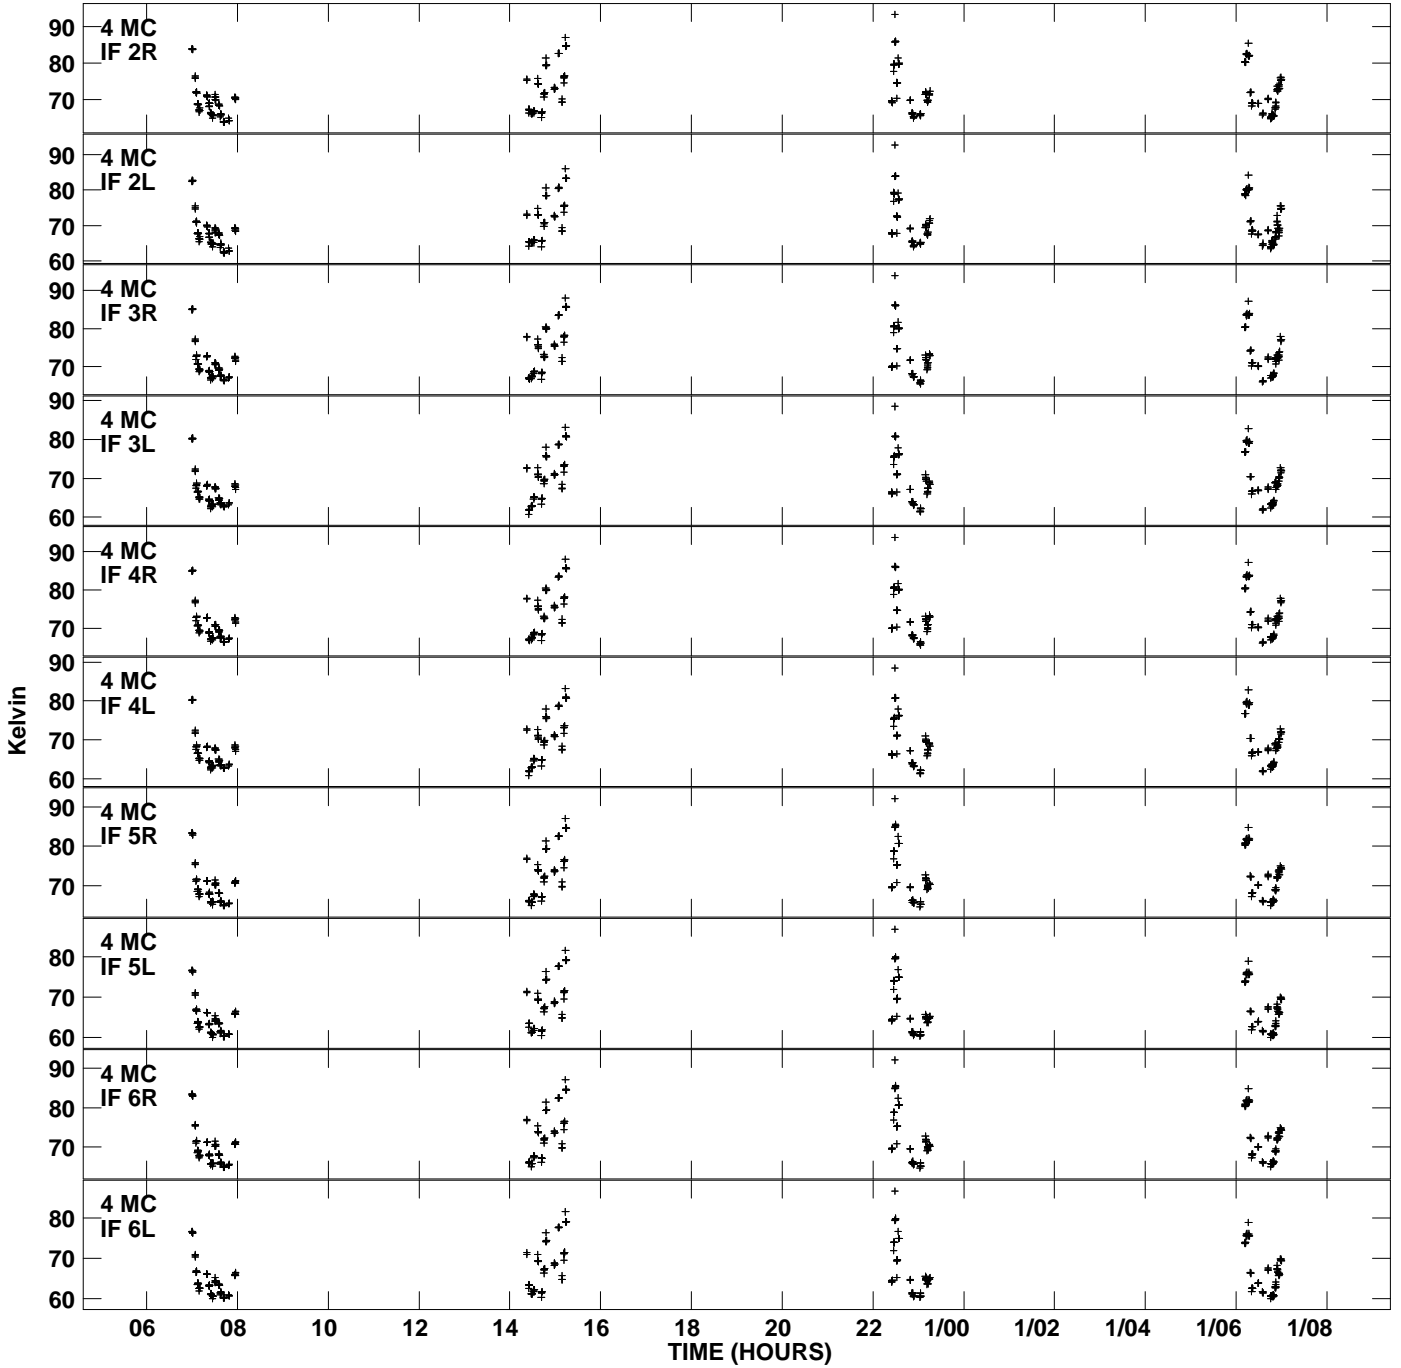 4 MC
IF 2R
90
80
70
4 MC
IF 2L
90
80
70
60
4 MC
IF 3R
90
80
70
4 MC
IF 3L
90
80
70
60
4 MC
IF 4R
90
80
70
4 MC
IF 4L
90
80
70
60
4 MC
IF 5R
90
80
70
4 MC
IF 5L
80
70
60
4 MC
IF 6R
90
80
70
4 MC
IF 6L
80
70
60
Kelvin
06 08 10 12 14 16 18 20 22 1/00 1/02 1/04 1/06 1/08
TIME (HOURS)